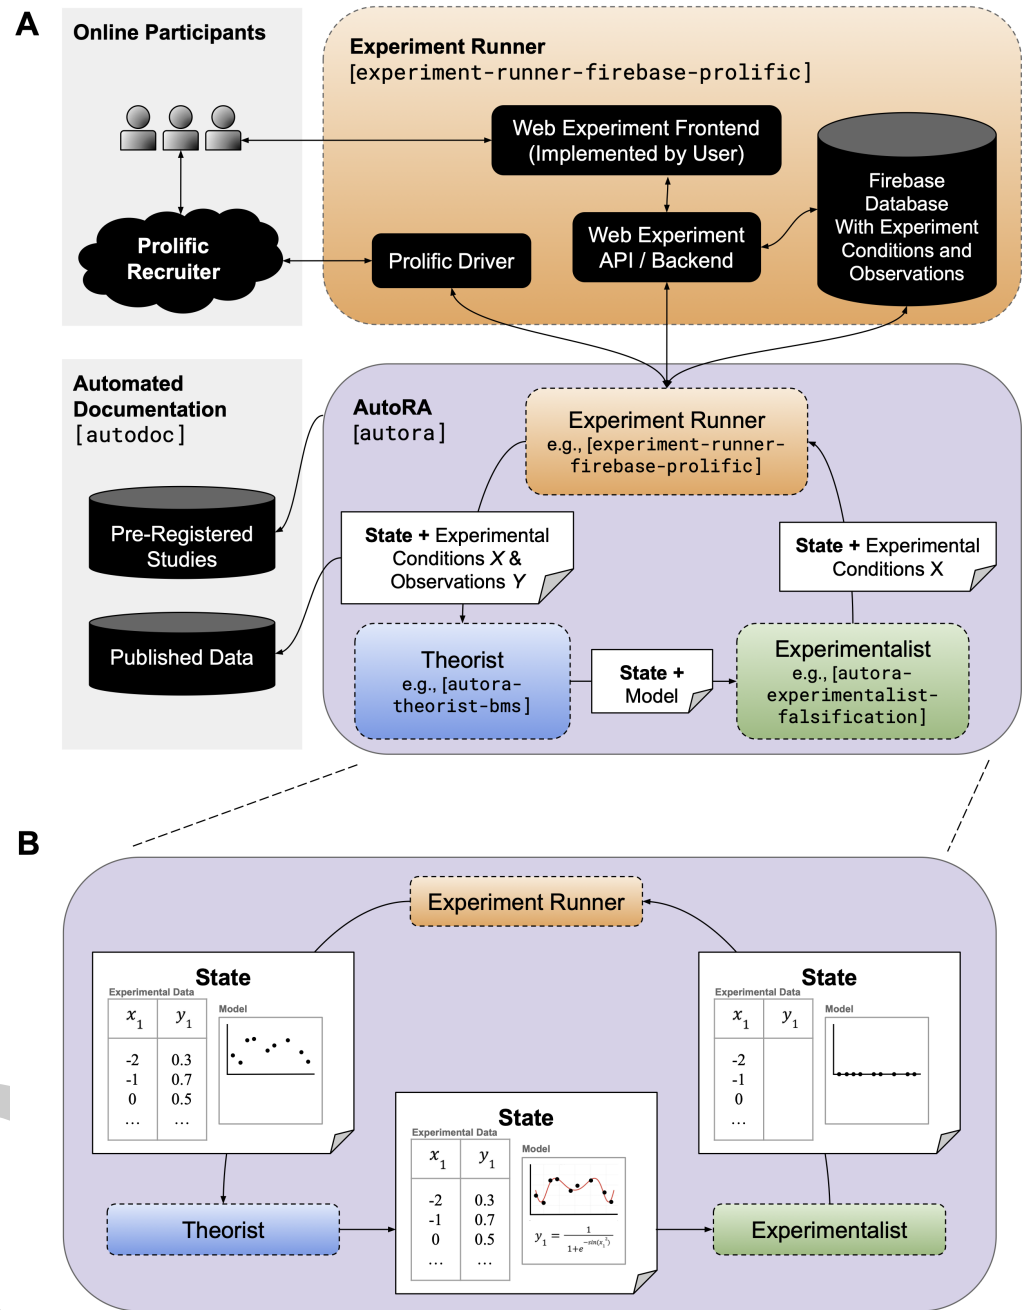 A
Online Participants
Prolific
Recruiter
Experiment Runner
[experiment-runner-firebase-prolific]
Web Experiment Frontend
(Implemented by User)
Web Experiment
API / Backend
Prolific Driver
Firebase
Database
With Experiment
Conditions and
Observations
Automated
Documentation
[autodoc]
Pre-Registered
Studies
Published Data
AutoRA
[autora]
Experiment Runner
e.g., [experiment-runner-
firebase-prolific]
State + Experimental
Conditions X &
Observations Y
State + Experimental
Conditions X
Theorist
e.g., [autora-
theorist-bms]
State +
Model
Experimentalist
e.g., [autora-
experimentalist-
falsification]
B
Experiment Runner
State
Experimental Data
Model
x₁ y₁
-2 0.3
-1 0.7
0 0.5
... ...
State
Experimental Data
Model
x₁ y₁
-2
-1
0
...
State
Experimental Data
Model
x₁ y₁
-2 0.3
-1 0.7
0 0.5
... ...
y₁ = 1 / 1+e^-sin(x₁²)
Theorist
Experimentalist